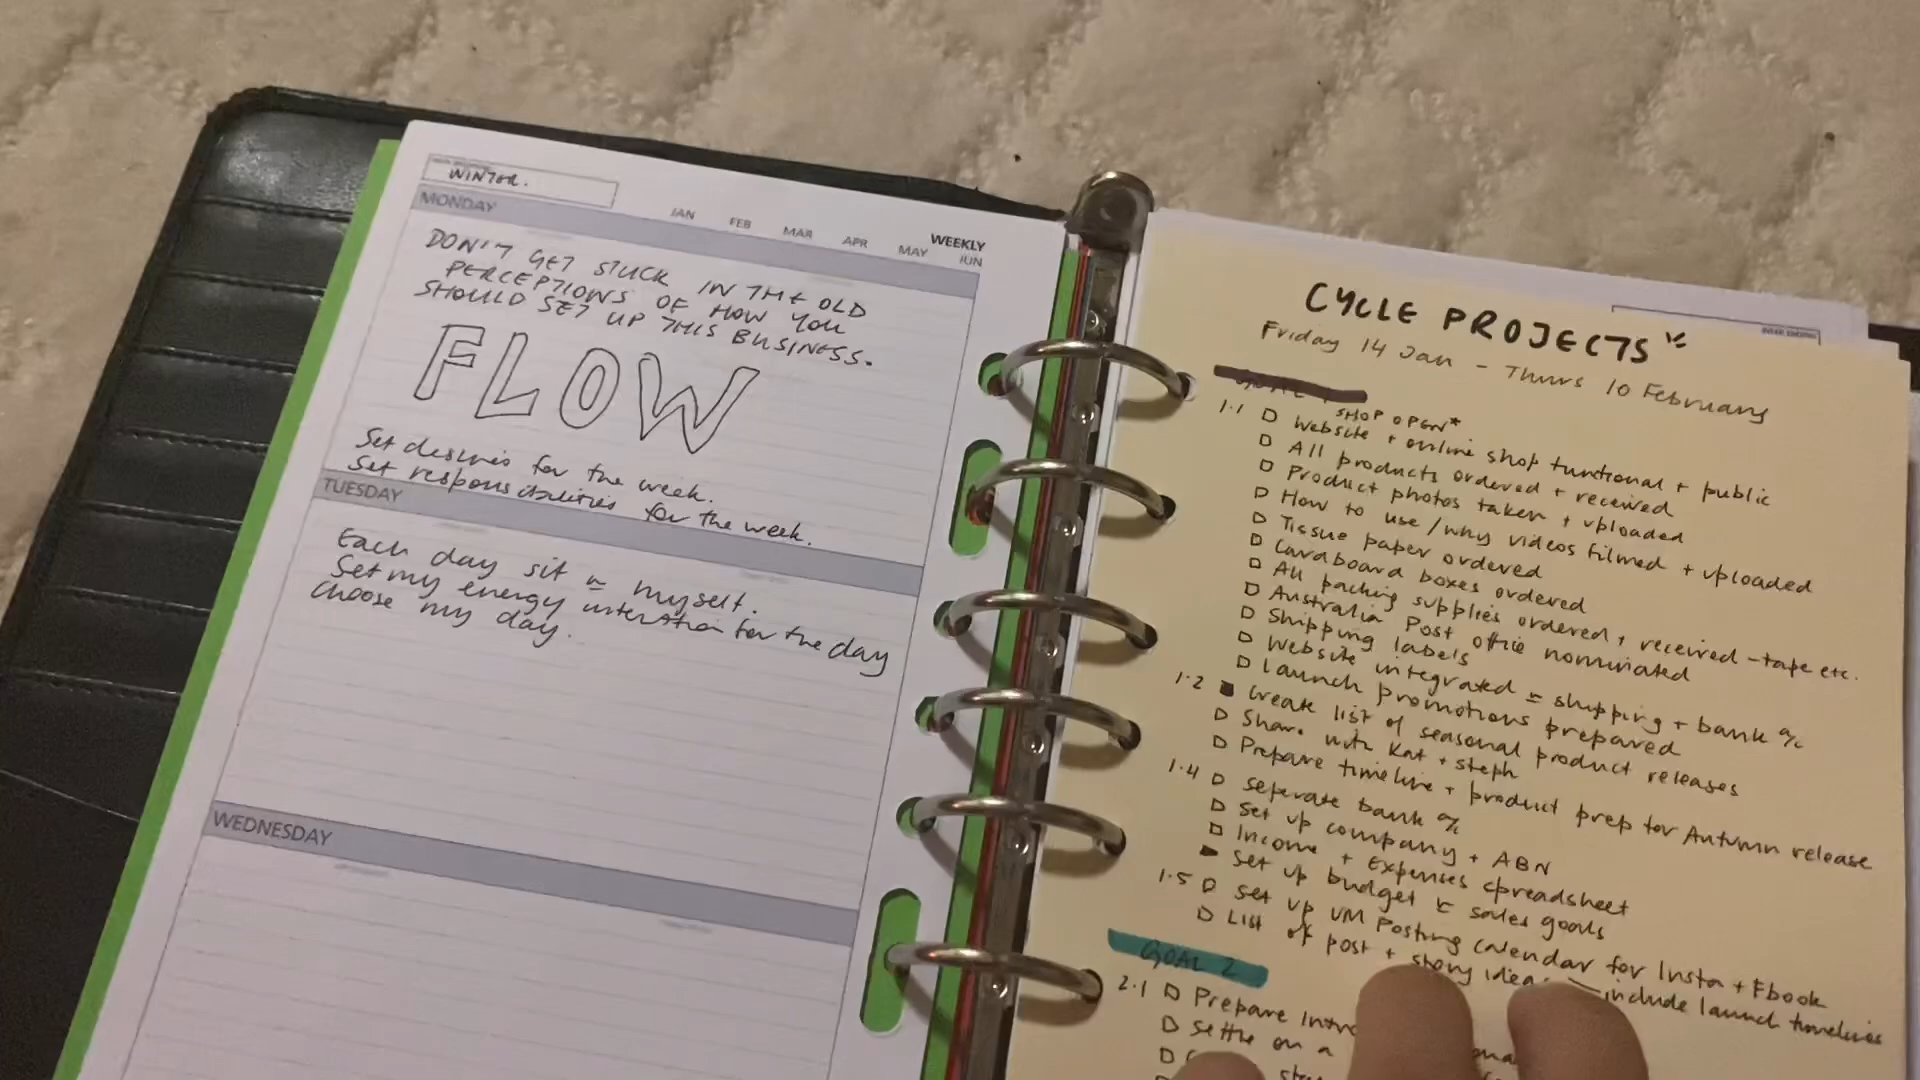 WINTER.
MONDAY
JAN FEB MAR APR MAY JUN
WEEKLY
DON'T GET STUCK IN THE OLD
PERCEPTIONS OF HOW YOU
SHOULD SET UP THIS BUSINESS.
FLOW
Set desires for the week.
Set responsibilities for the week.
TUESDAY
Each day sit c̄ myself.
Set my energy intention for the day
Choose my day.
WEDNESDAY
CYCLE PROJECTS
Friday 14 Jan - Thurs 10 February
GOAL 1
SHOP OPEN*
1.1 Website + online shop functional + public
All products ordered + received
Product photos taken + uploaded
How to use / why videos filmed + uploaded
Tissue paper ordered
Cardboard boxes ordered
All packing supplies ordered + received - tape etc.
Australia Post office nominated
Shipping labels
Website integrated c̄ shipping + bank a/c
Launch promotions prepared
1.2 Create list of seasonal product releases
Share with Kat + Steph
Prepare timeline + product prep for Autumn release
1.4 Seperate bank a/c
Set up company + ABN
Income + Expenses spreadsheet
Set up budget c̄ sales goals
1.5 Set up VM Posting calendar for Insta + Fbook
List of post + story ideas — include launch timelines
GOAL 2
2.1 Prepare Intro
Settle on a